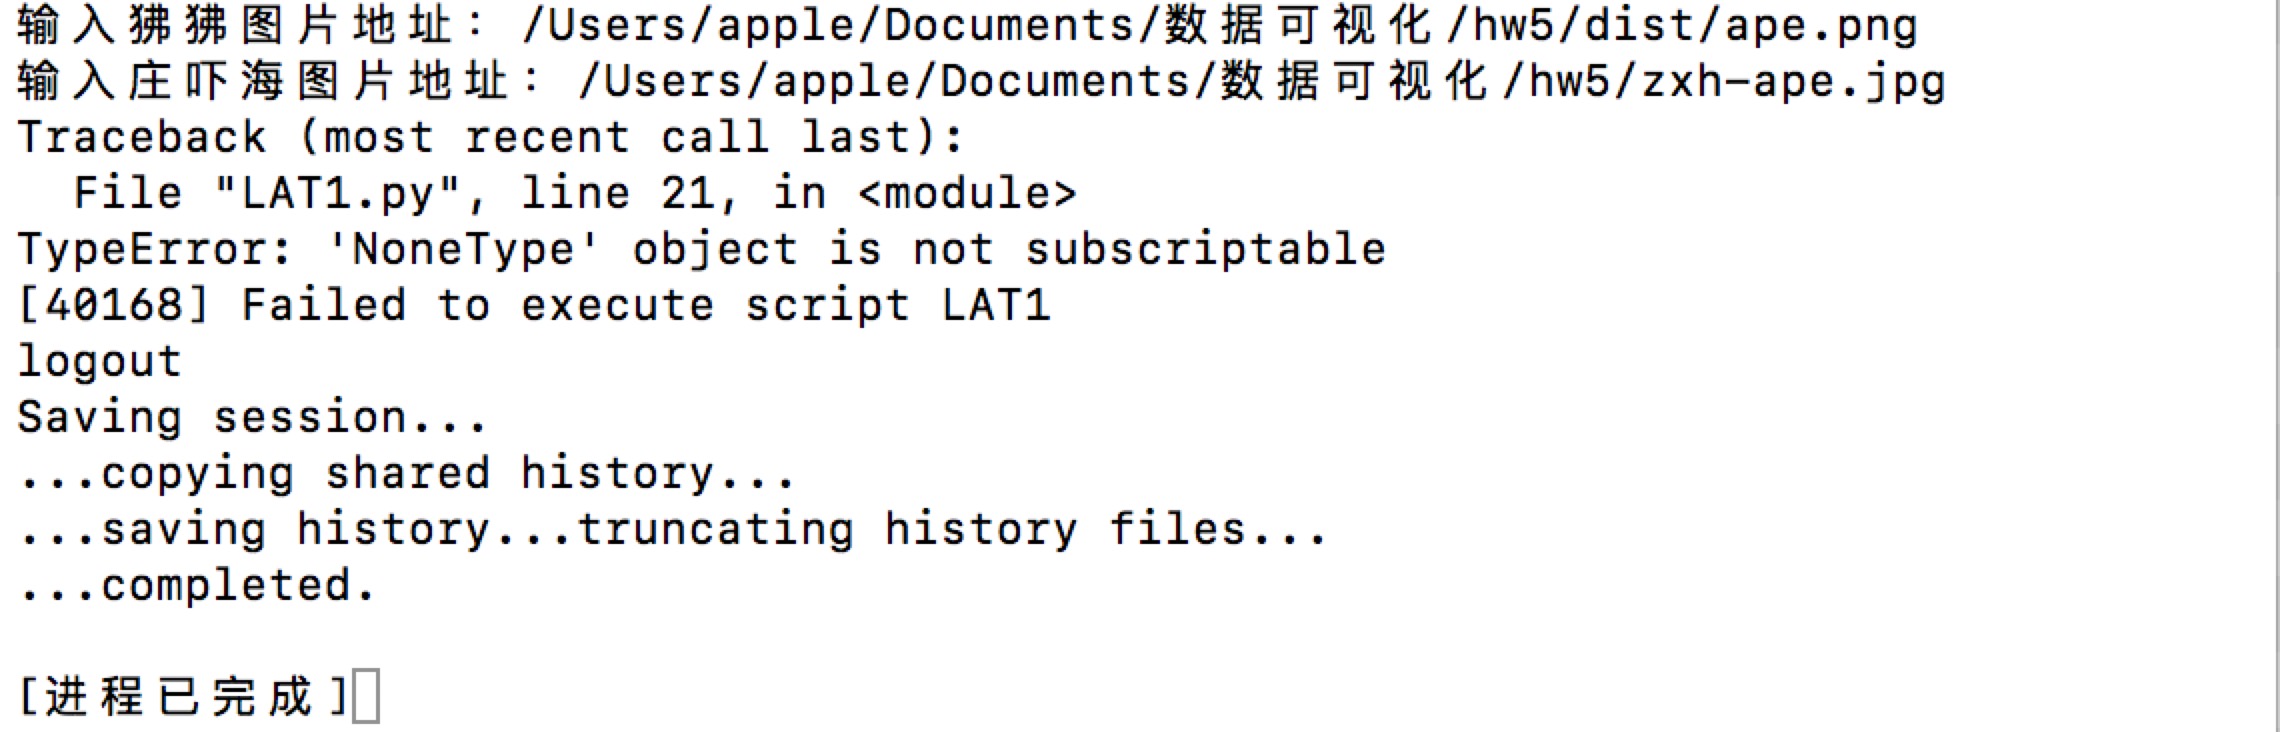 输入狒狒图片地址：/Users/apple/Documents/数据可视化/hw5/dist/ape.png
输入庄吓海图片地址：/Users/apple/Documents/数据可视化/hw5/zxh-ape.jpg
Traceback (most recent call last):
  File "LAT1.py", line 21, in <module>
TypeError: 'NoneType' object is not subscriptable
[40168] Failed to execute script LAT1
logout
Saving session...
...copying shared history...
...saving history...truncating history files...
...completed.
[进程已完成]